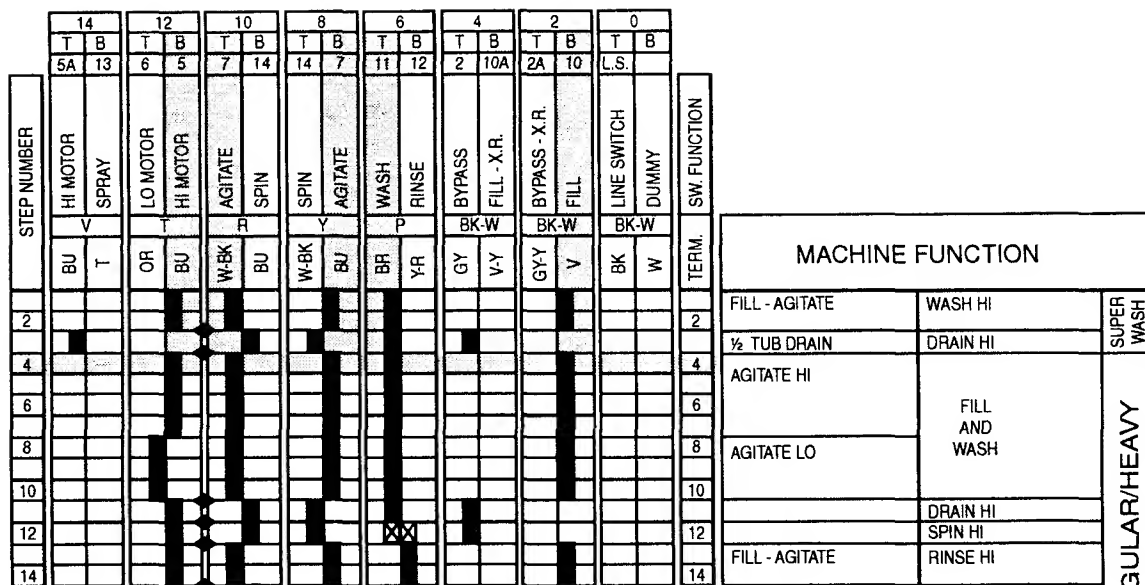 14 12 10 8 6 4 2 0
T B T B T B T B T B T B T B T B
5A 13 6 5 7 14 14 7 11 12 2 10A 2A 10 L.S.
STEP NUMBER
HI MOTOR
SPRAY
LO MOTOR
HI MOTOR
AGITATE
SPIN
SPIN
AGITATE
WASH
RINSE
BYPASS
FILL - X.R.
BYPASS - X.R.
FILL
LINE SWITCH
DUMMY
SW. FUNCTION
V T R Y P BK-W BK-W BK-W
BU T OR BU W-BK BU W-BK BU BR Y-R GY V-Y GY-Y V BK W TERM.
MACHINE FUNCTION
FILL - AGITATE WASH HI
SUPER
WASH
2 2
½ TUB DRAIN DRAIN HI
4 4
AGITATE HI
6 6
FILL
AND
WASH
8 8 AGITATE LO
10 10
DRAIN HI
12 12 SPIN HI
FILL - AGITATE RINSE HI
14 14
GULAR/HEAVY